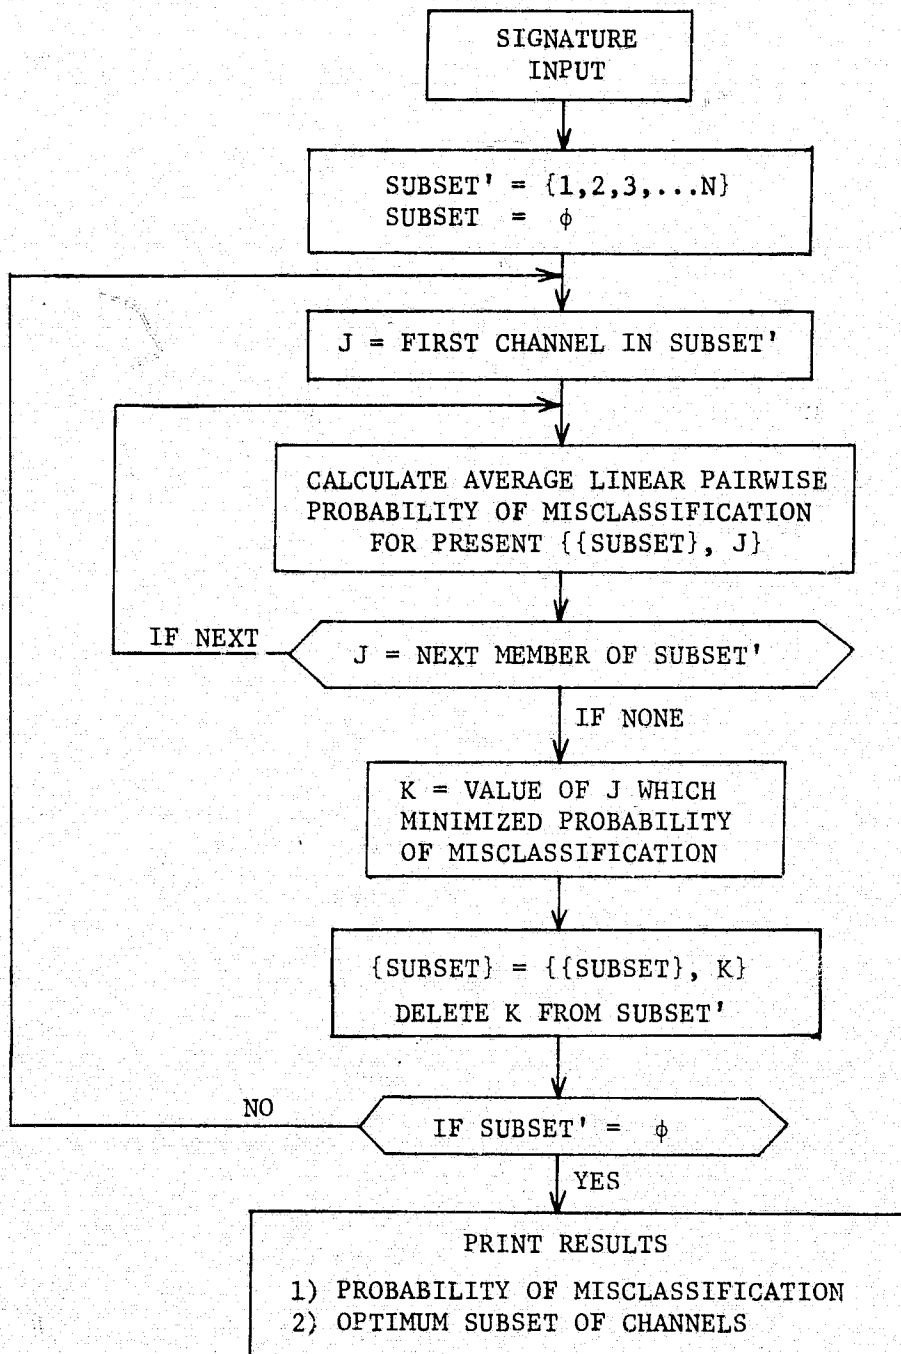 SIGNATURE
INPUT
SUBSET' = {1,2,3,...N}
SUBSET = ϕ
J = FIRST CHANNEL IN SUBSET'
CALCULATE AVERAGE LINEAR PAIRWISE
PROBABILITY OF MISCLASSIFICATION
FOR PRESENT {{SUBSET}, J}
IF NEXT
J = NEXT MEMBER OF SUBSET'
IF NONE
K = VALUE OF J WHICH
MINIMIZED PROBABILITY
OF MISCLASSIFICATION
{SUBSET} = {{SUBSET}, K}
DELETE K FROM SUBSET'
NO
IF SUBSET' = ϕ
YES
PRINT RESULTS
1) PROBABILITY OF MISCLASSIFICATION
2) OPTIMUM SUBSET OF CHANNELS